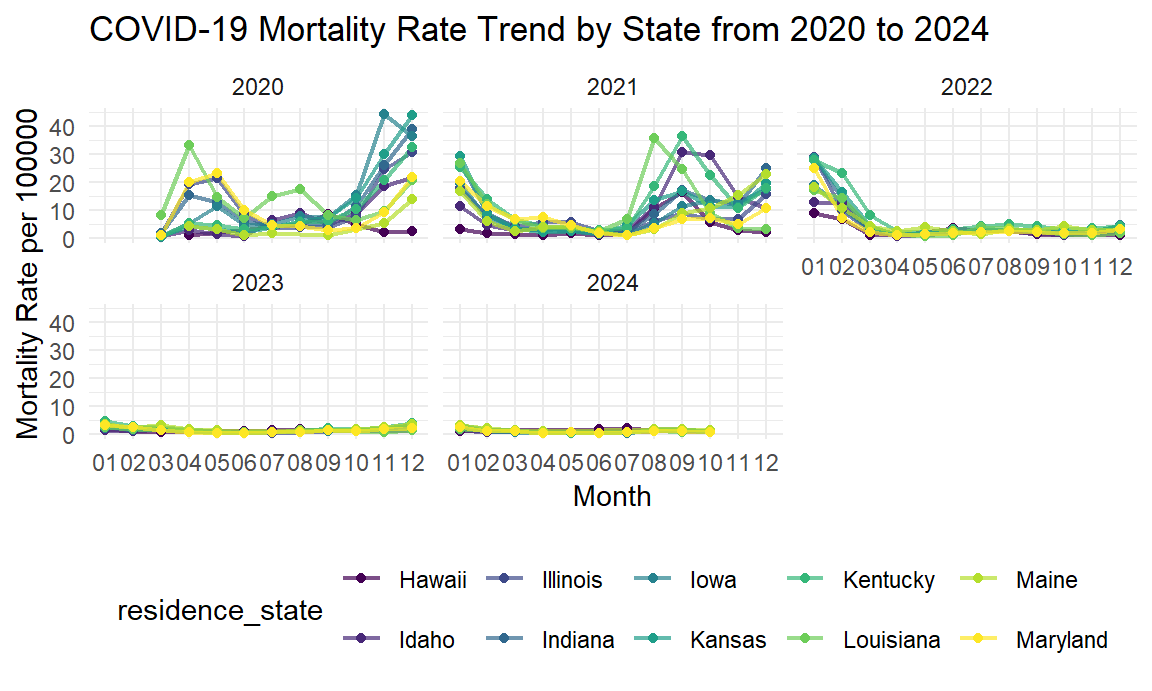 COVID-19 Mortality Rate Trend by State from 2020 to 2024
2020 2021 2022
Mortality Rate per 100000
40
30
20
10
0
01 02 03 04 05 06 07 08 09 10 11 12
2023 2024
40
30
20
10
0
01 02 03 04 05 06 07 08 09 10 11 12 01 02 03 04 05 06 07 08 09 10 11 12
Month
residence_state
Hawaii Illinois Iowa Kentucky Maine
Idaho Indiana Kansas Louisiana Maryland